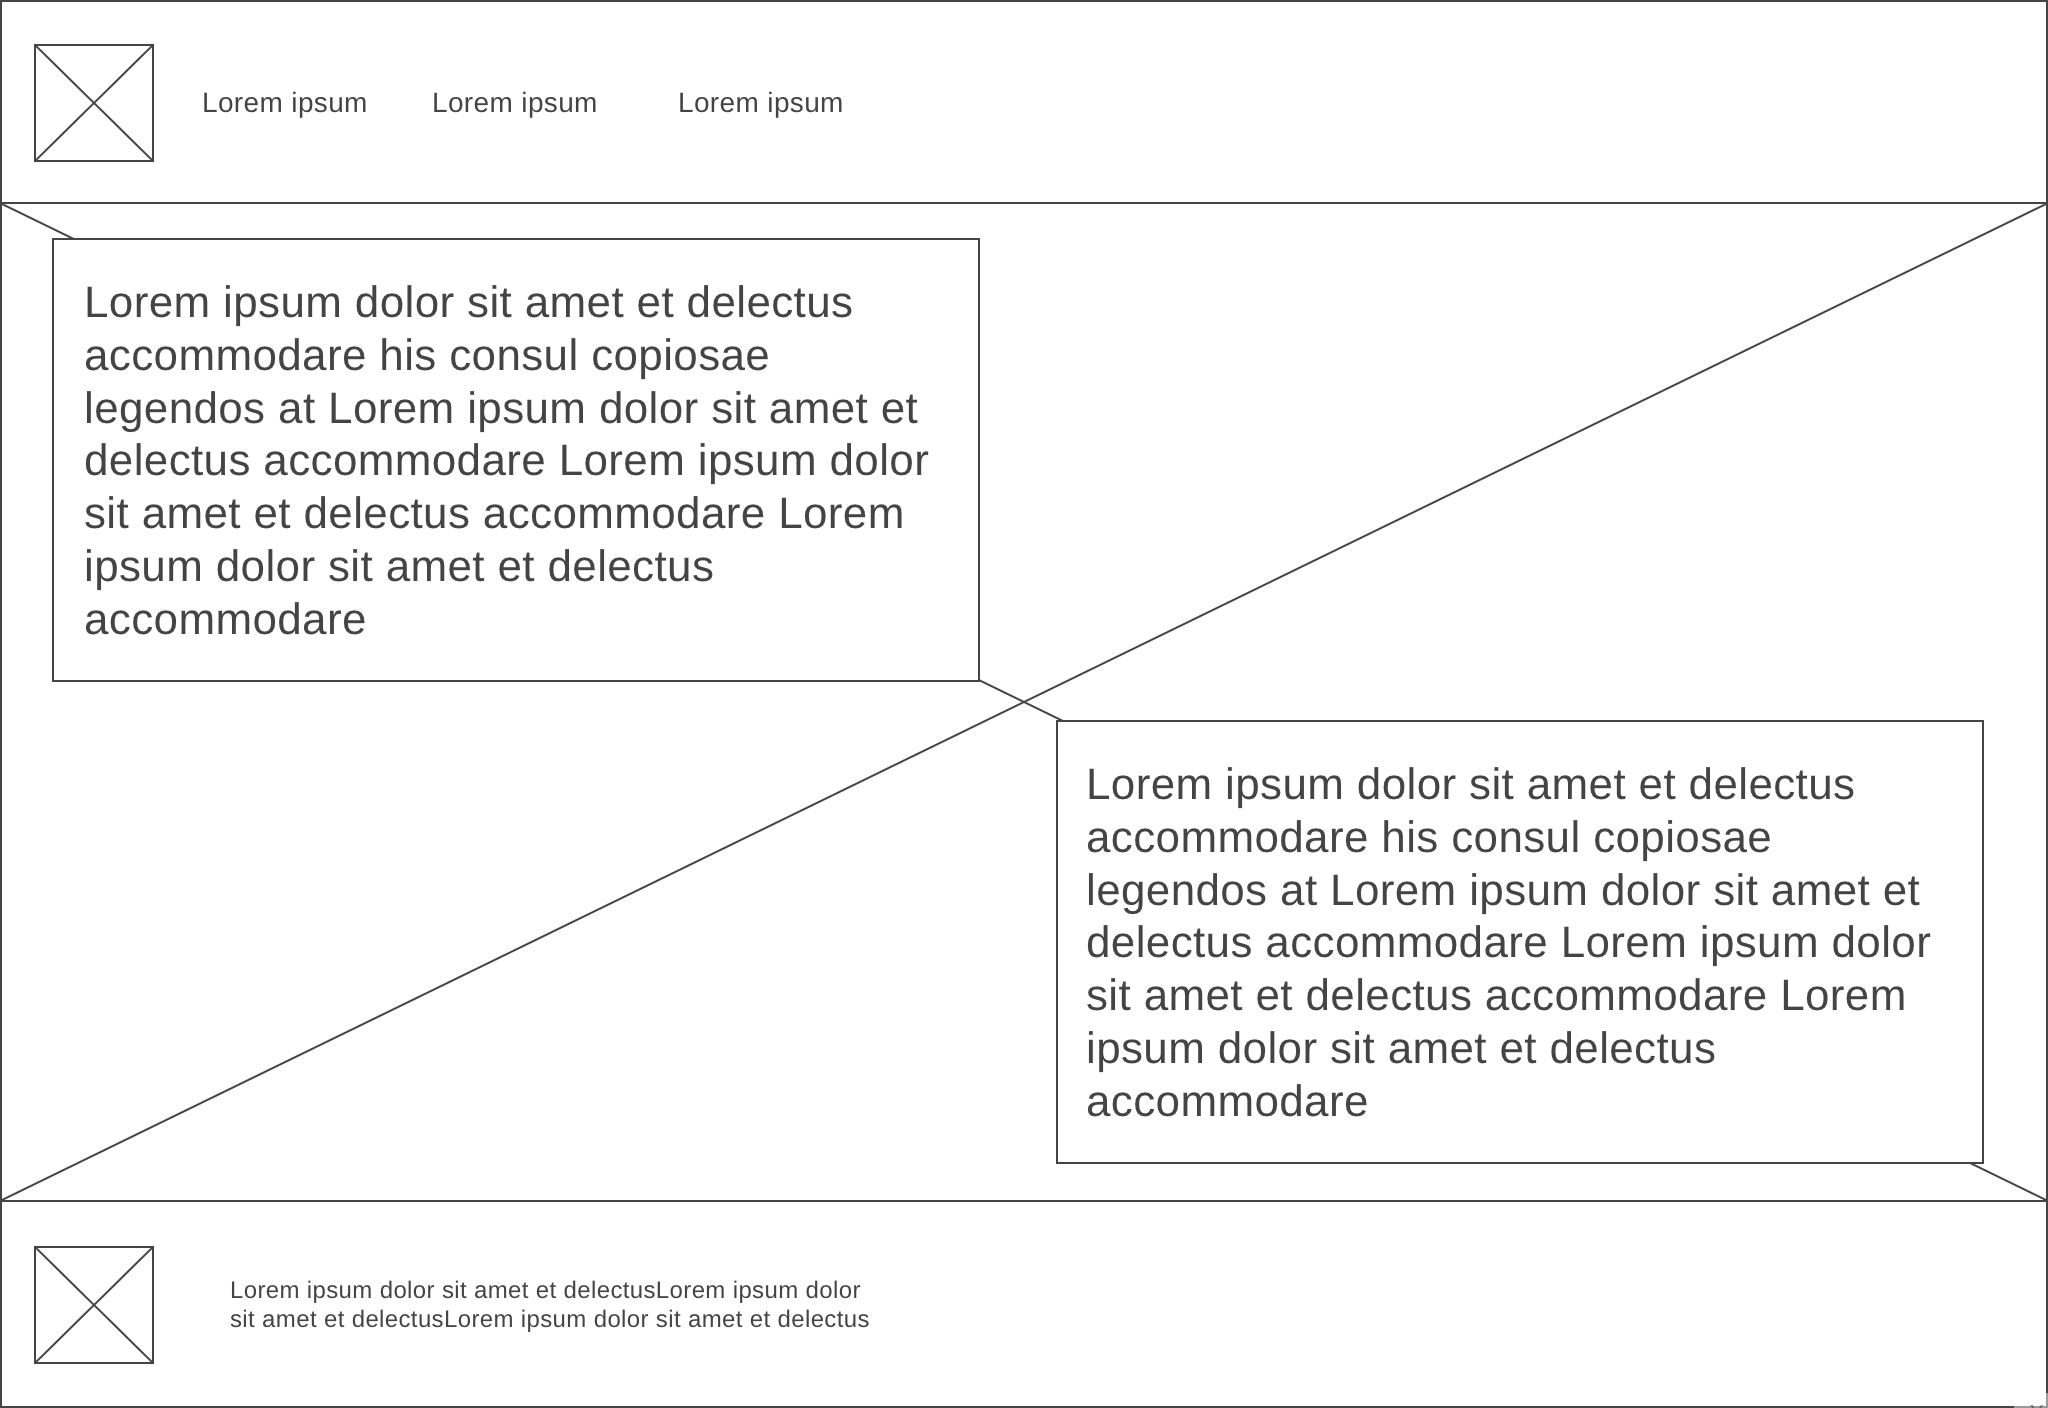 Lorem ipsum Lorem ipsum Lorem ipsum
Lorem ipsum dolor sit amet et delectus
accommodare his consul copiosae
legendos at Lorem ipsum dolor sit amet et
delectus accommodare Lorem ipsum dolor
sit amet et delectus accommodare Lorem
ipsum dolor sit amet et delectus
accommodare
Lorem ipsum dolor sit amet et delectus
accommodare his consul copiosae
legendos at Lorem ipsum dolor sit amet et
delectus accommodare Lorem ipsum dolor
sit amet et delectus accommodare Lorem
ipsum dolor sit amet et delectus
accommodare
Lorem ipsum dolor sit amet et delectusLorem ipsum dolor
sit amet et delectusLorem ipsum dolor sit amet et delectus